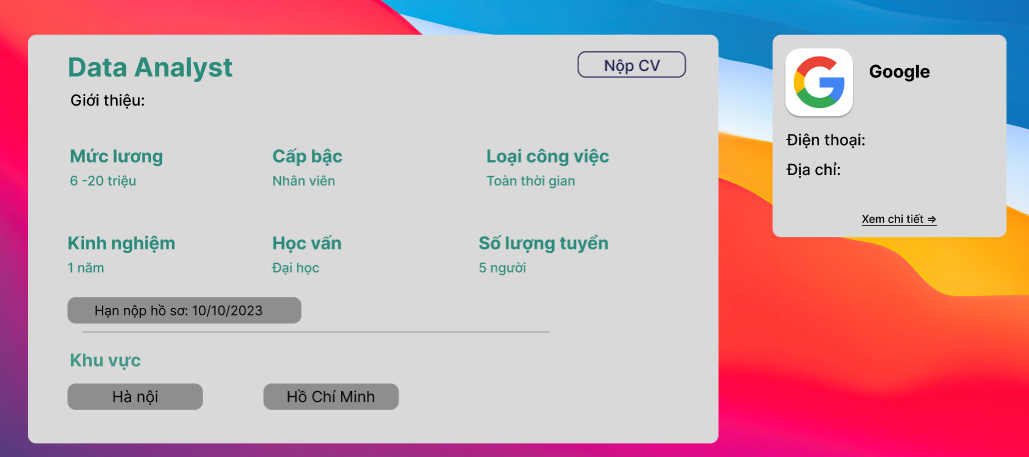 Data Analyst
Nộp CV
Giới thiệu:
Mức lương
6 -20 triệu
Cấp bậc
Nhân viên
Loại công việc
Toàn thời gian
Kinh nghiệm
1 năm
Học vấn
Đại học
Số lượng tuyển
5 người
Hạn nộp hồ sơ: 10/10/2023
Khu vực
Hà nội
Hồ Chí Minh
Google
Điện thoại:
Địa chỉ:
Xem chi tiết ⇒